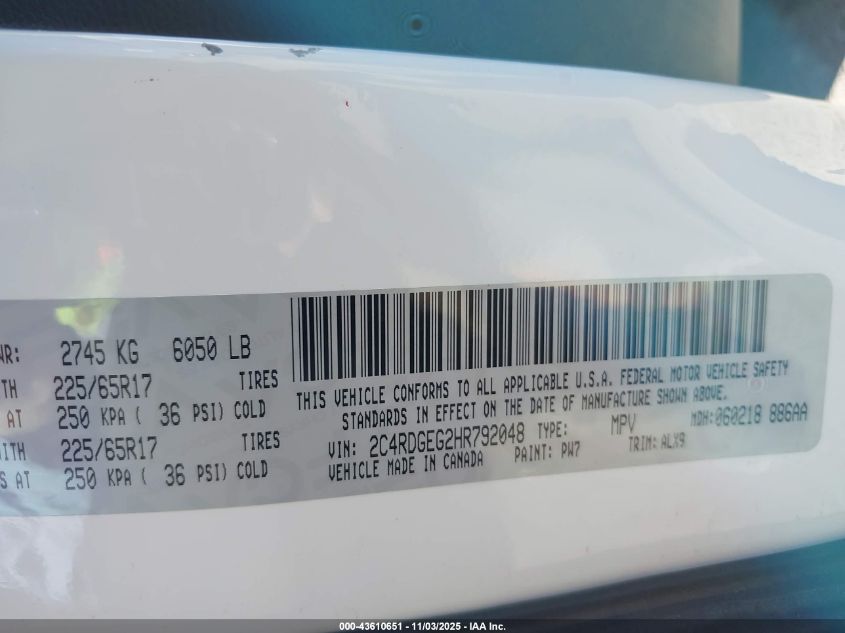 WR: 2745 KG 6050 LB
TH 225/65R17 TIRES
AT 250 KPA ( 36 PSI) COLD
ITH 225/65R17 TIRES
S AT 250 KPA ( 36 PSI) COLD
THIS VEHICLE CONFORMS TO ALL APPLICABLE U.S.A. FEDERAL MOTOR VEHICLE SAFETY
STANDARDS IN EFFECT ON THE DATE OF MANUFACTURE SHOWN ABOVE.
VIN: 2C4RDGEG2HR792048 TYPE: MPV MDH:060218 886AA
VEHICLE MADE IN CANADA PAINT: PW7 TRIM: ALX9
000-43610651 - 11/03/2025 - IAA Inc.